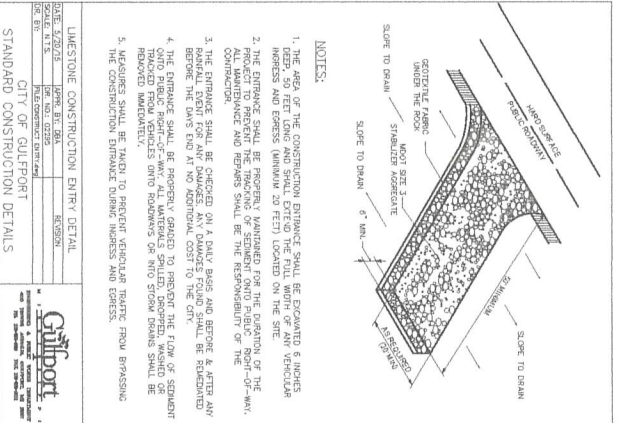 HARD SURFACE
PUBLIC ROADWAY
SLOPE TO DRAIN
GEOTEXTILE FABRIC
UNDER THE ROCK
MDOT SIZE 3
STABILIZER AGGREGATE
SLOPE TO DRAIN
SLOPE TO DRAIN
6" MIN.
50' MINIMUM
AS REQUIRED
(20' MIN)
NOTES:
1. THE AREA OF THE CONSTRUCTION ENTRANCE SHALL BE EXCAVATED 6 INCHES
DEEP, 50 FEET LONG AND SHALL EXTEND THE FULL WIDTH OF ANY VEHICULAR
INGRESS AND EGRESS (MINIMUM 20 FEET) LOCATED ON THE SITE.
2. THE ENTRANCE SHALL BE PROPERLY MAINTAINED FOR THE DURATION OF THE
PROJECT TO PREVENT THE TRACKING OF SEDIMENT ONTO PUBLIC RIGHT-OF-WAY.
ALL MAINTENANCE AND REPAIRS SHALL BE THE RESPONSIBILITY OF THE
CONTRACTOR.
3. THE ENTRANCE SHALL BE CHECKED ON A DAILY BASIS AND BEFORE & AFTER ANY
RAINFALL EVENT FOR ANY DAMAGES. ANY DAMAGES FOUND SHALL BE REMEDIATED
BEFORE THE DAYS END AT NO ADDITIONAL COST TO THE CITY.
4. THE ENTRANCE SHALL BE PROPERLY GRADED TO PREVENT THE FLOW OF SEDIMENT
ONTO PUBLIC RIGHT-OF-WAY. ALL MATERIALS SPILLED, DROPPED, WASHED OR
TRACKED FROM VEHICLES ONTO ROADWAYS OR INTO STORM DRAINS SHALL BE
REMOVED IMMEDIATELY.
5. MEASURES SHALL BE TAKEN TO PREVENT VEHICULAR TRAFFIC FROM BYPASSING
THE CONSTRUCTION ENTRANCE DURING INGRESS AND EGRESS.
LIMESTONE CONSTRUCTION ENTRY DETAIL
DATE: 5/20/15 APPR. BY: DBA REVISION
SCALE: N.T.S. DR. NO.: 02295
DR. BY: FILE: CONSTRUCT ENTRY.dwg
CITY OF GULFPORT
STANDARD CONSTRUCTION DETAILS
Gulfport